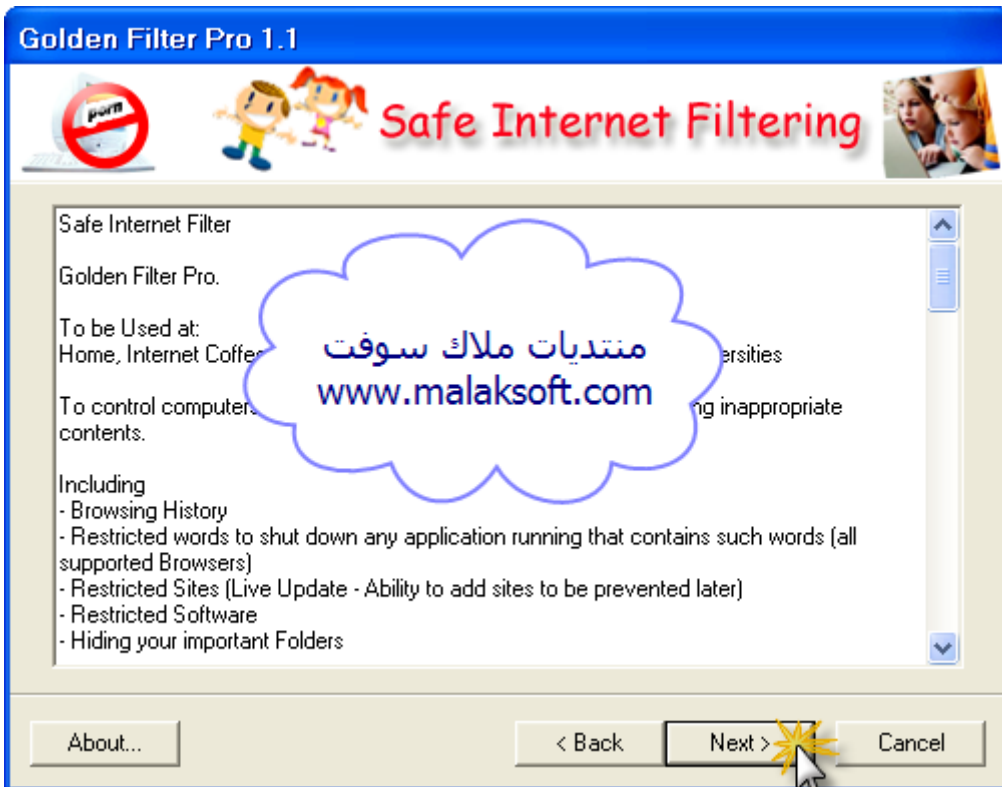 Golden Filter Pro 1.1
porn
Safe Internet Filtering
Safe Internet Filter
Golden Filter Pro.
To be Used at:
Home, Internet Coffe ersities
To control computer ng inappropriate
contents.
Including
- Browsing History
- Restricted words to shut down any application running that contains such words (all
supported Browsers)
- Restricted Sites (Live Update - Ability to add sites to be prevented later)
- Restricted Software
- Hiding your important Folders
منتديات ملاك سوفت
www.malaksoft.com
About...
< Back
Next >
Cancel